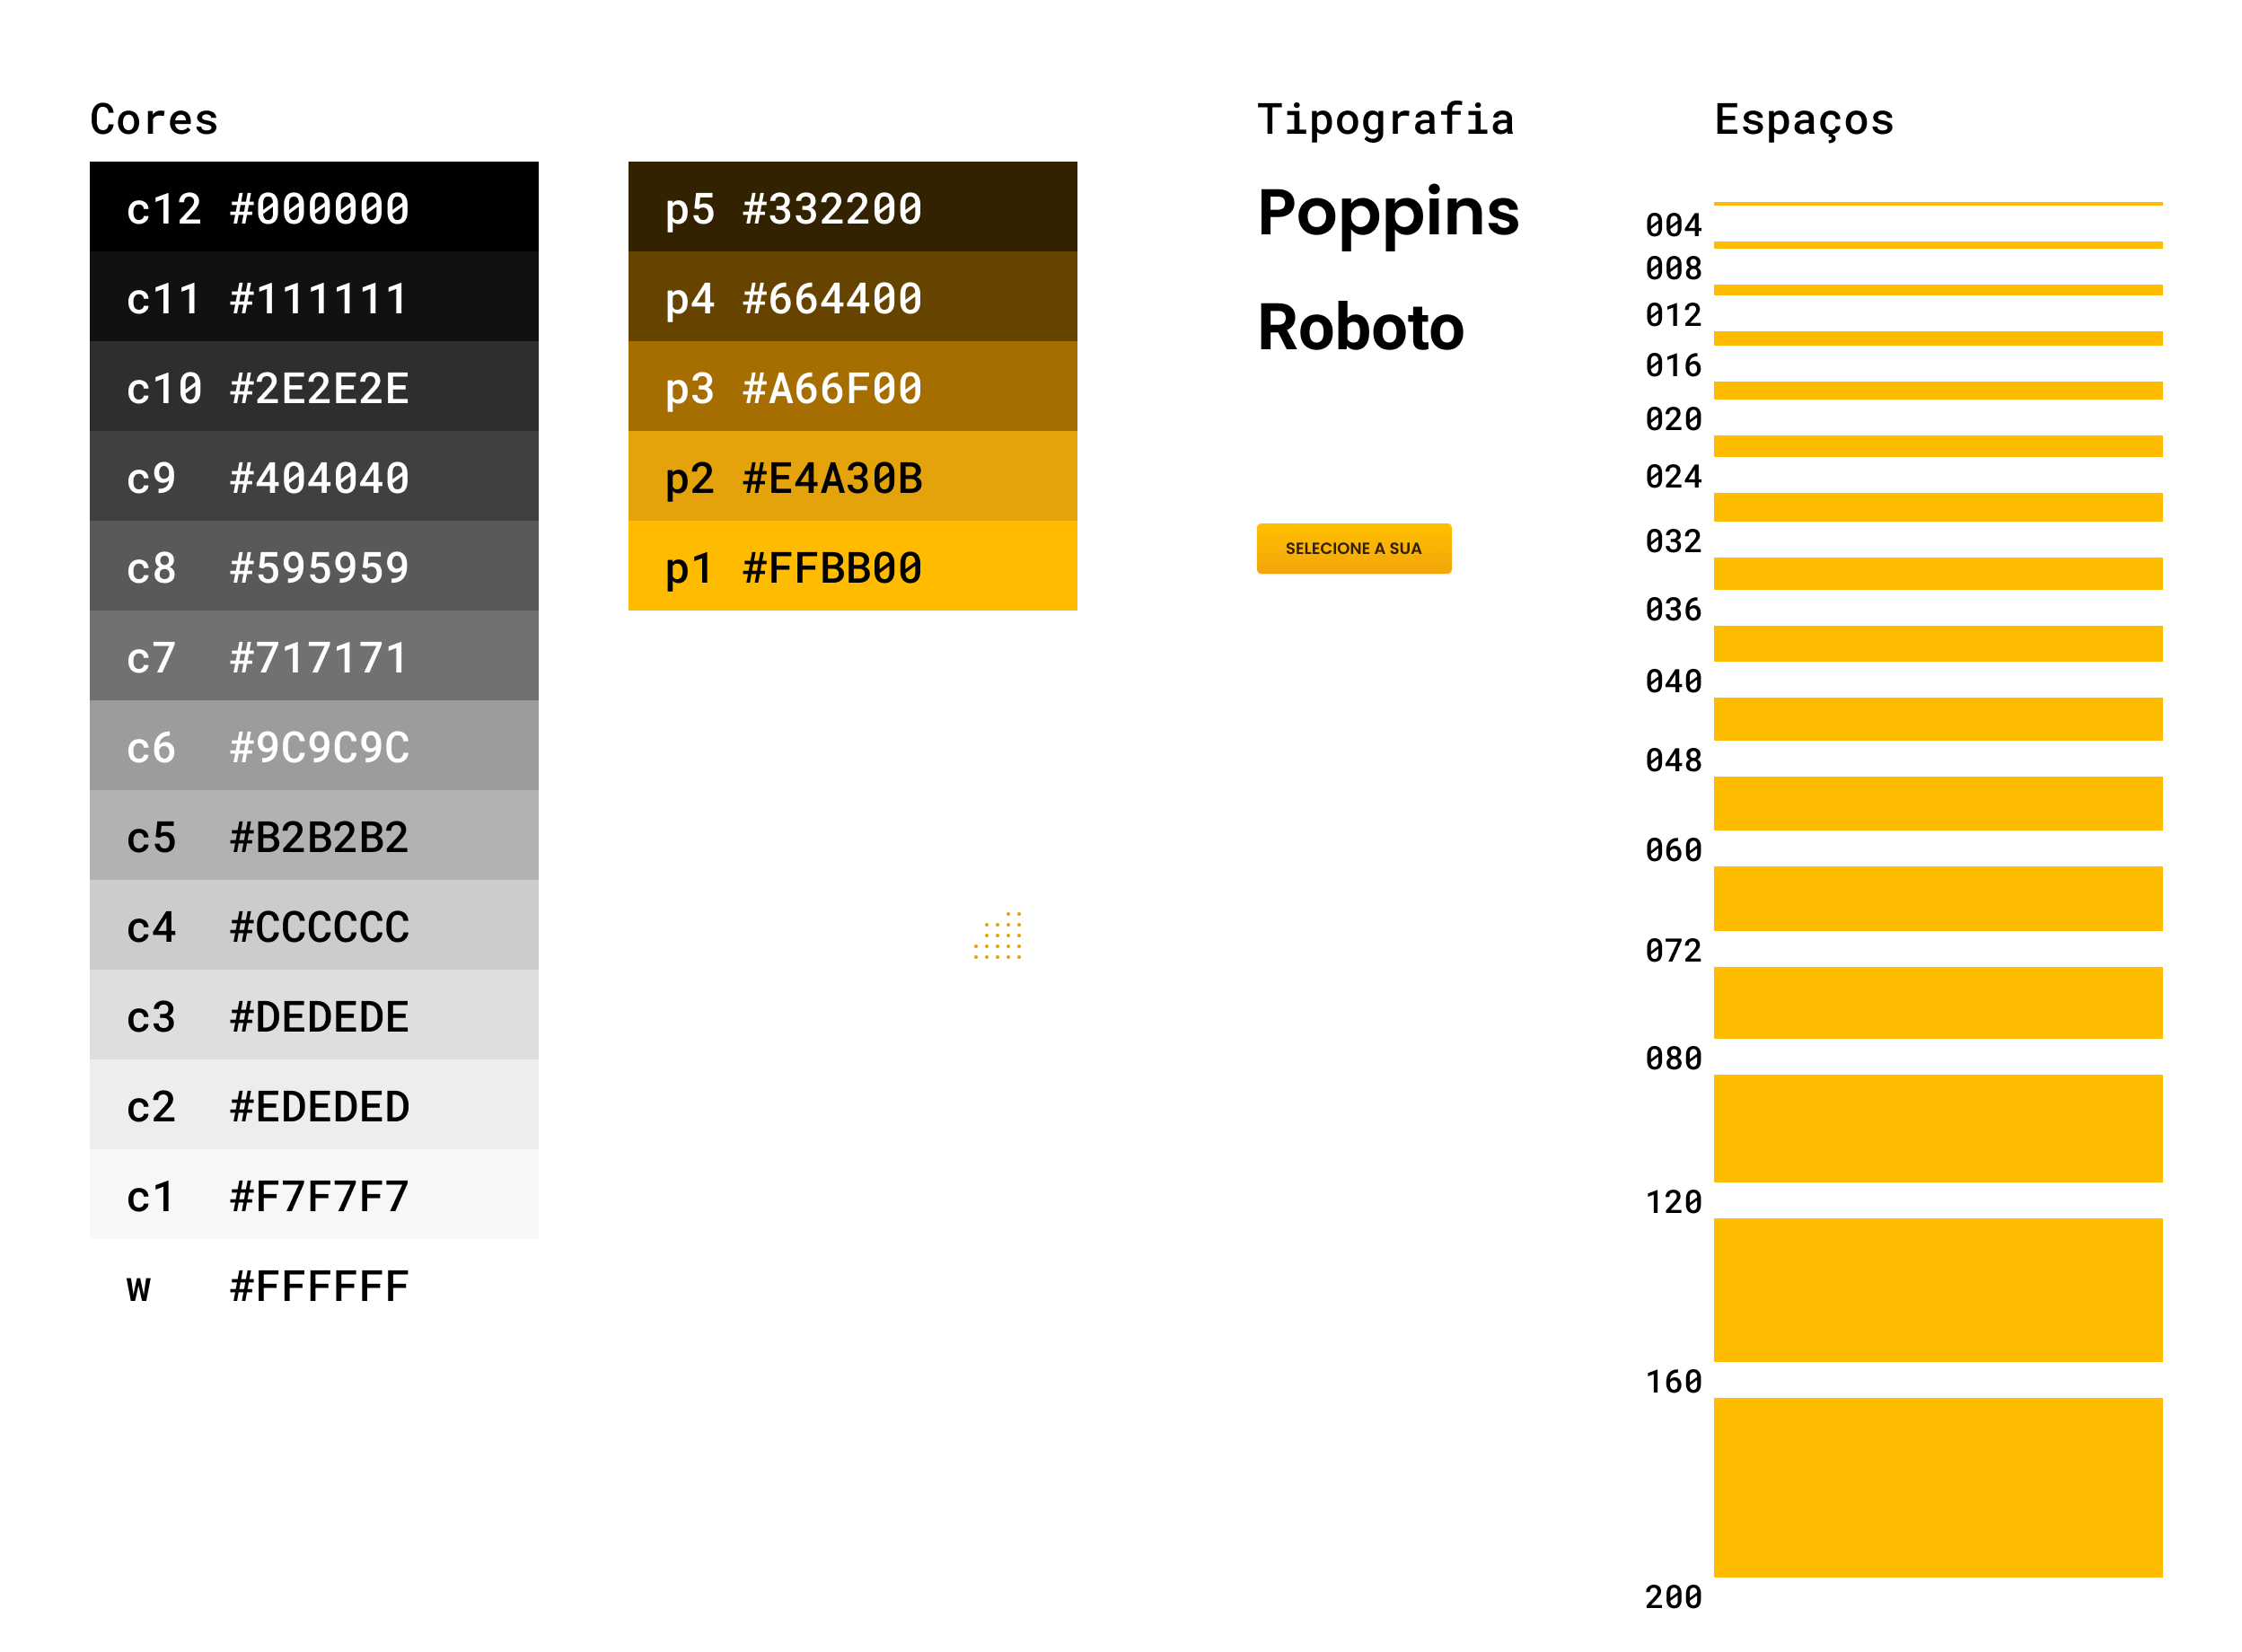 Cores
c12 #000000
c11 #111111
c10 #2E2E2E
c9 #404040
c8 #595959
c7 #717171
c6 #9C9C9C
c5 #B2B2B2
c4 #CCCCCC
c3 #DEDEDE
c2 #EDEDED
c1 #F7F7F7
w #FFFFFF
p5 #332200
p4 #664400
p3 #A66F00
p2 #E4A30B
p1 #FFBB00
Tipografia
Poppins
Roboto
SELECIONE A SUA
Espaços
004
008
012
016
020
024
032
036
040
048
060
072
080
120
160
200